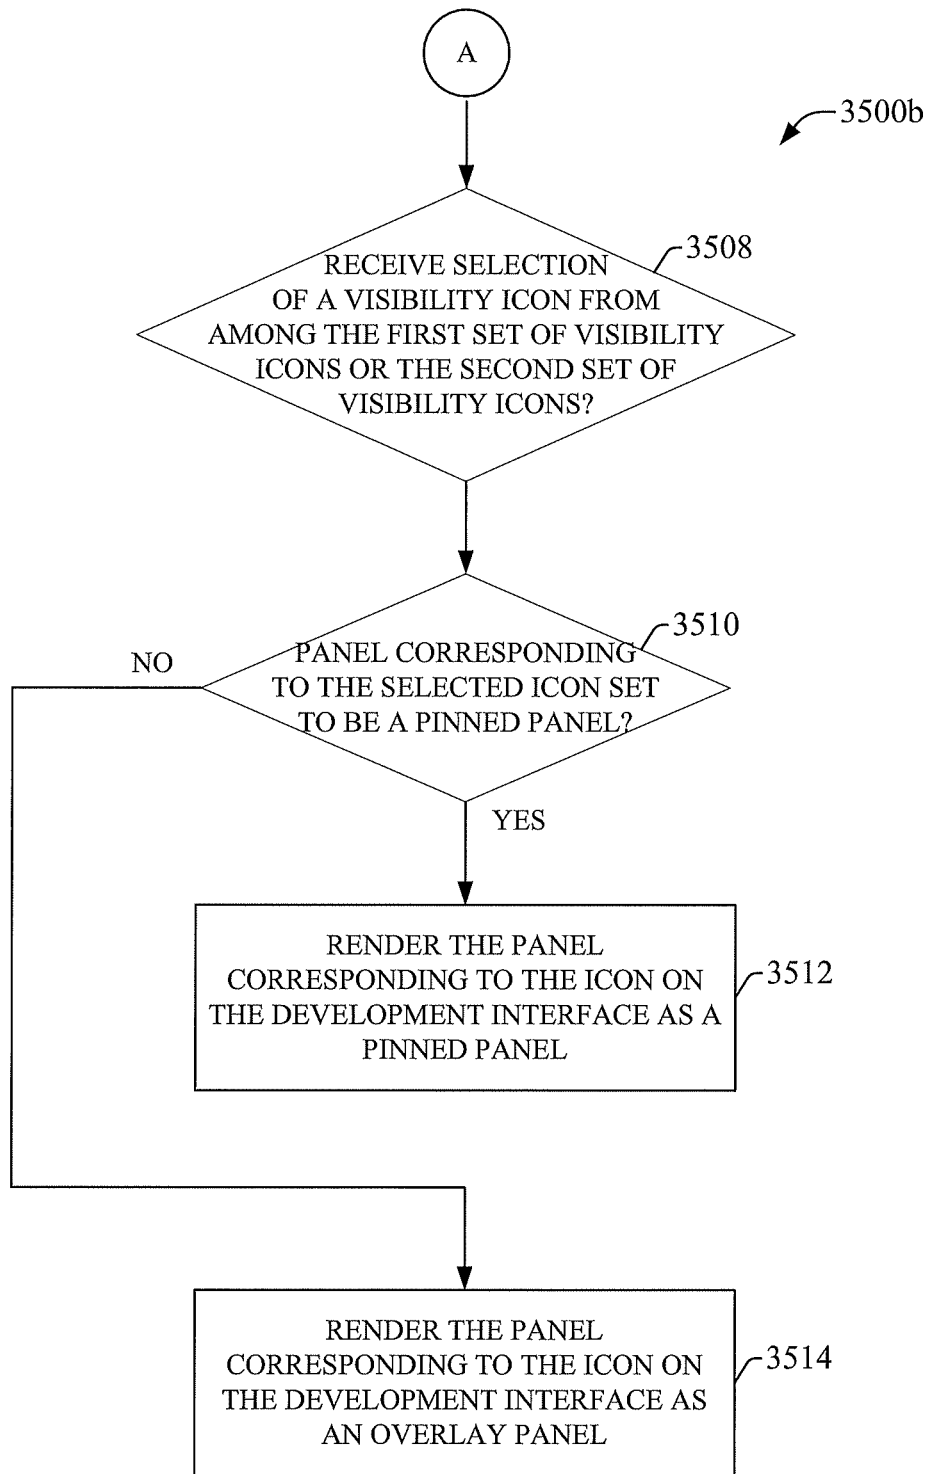 A
3500b
3508
RECEIVE SELECTION
OF A VISIBILITY ICON FROM
AMONG THE FIRST SET OF VISIBILITY
ICONS OR THE SECOND SET OF
VISIBILITY ICONS?
3510
NO
PANEL CORRESPONDING
TO THE SELECTED ICON SET
TO BE A PINNED PANEL?
YES
RENDER THE PANEL
CORRESPONDING TO THE ICON ON
THE DEVELOPMENT INTERFACE AS A
PINNED PANEL
3512
RENDER THE PANEL
CORRESPONDING TO THE ICON ON
THE DEVELOPMENT INTERFACE AS
AN OVERLAY PANEL
3514